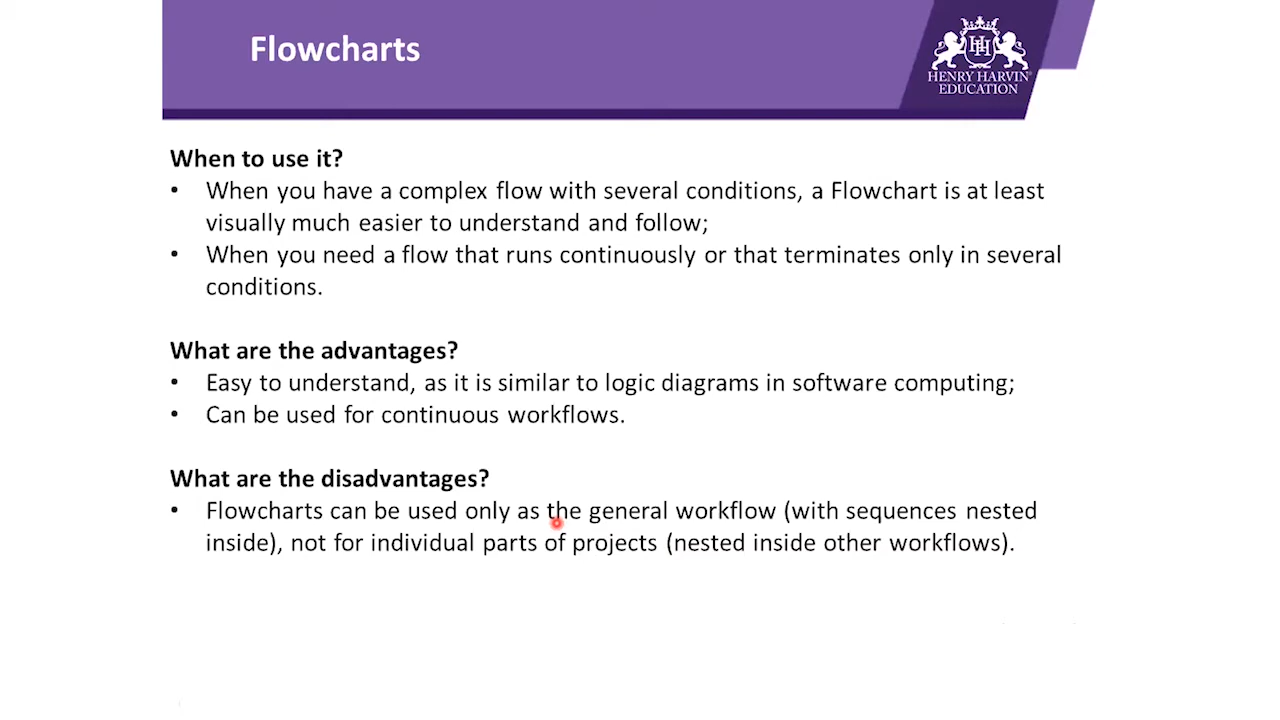 Flowcharts
HH
HENRY HARVIN®
EDUCATION
When to use it?
• When you have a complex flow with several conditions, a Flowchart is at least
visually much easier to understand and follow;
• When you need a flow that runs continuously or that terminates only in several
conditions.
What are the advantages?
• Easy to understand, as it is similar to logic diagrams in software computing;
• Can be used for continuous workflows.
What are the disadvantages?
• Flowcharts can be used only as the general workflow (with sequences nested
inside), not for individual parts of projects (nested inside other workflows).